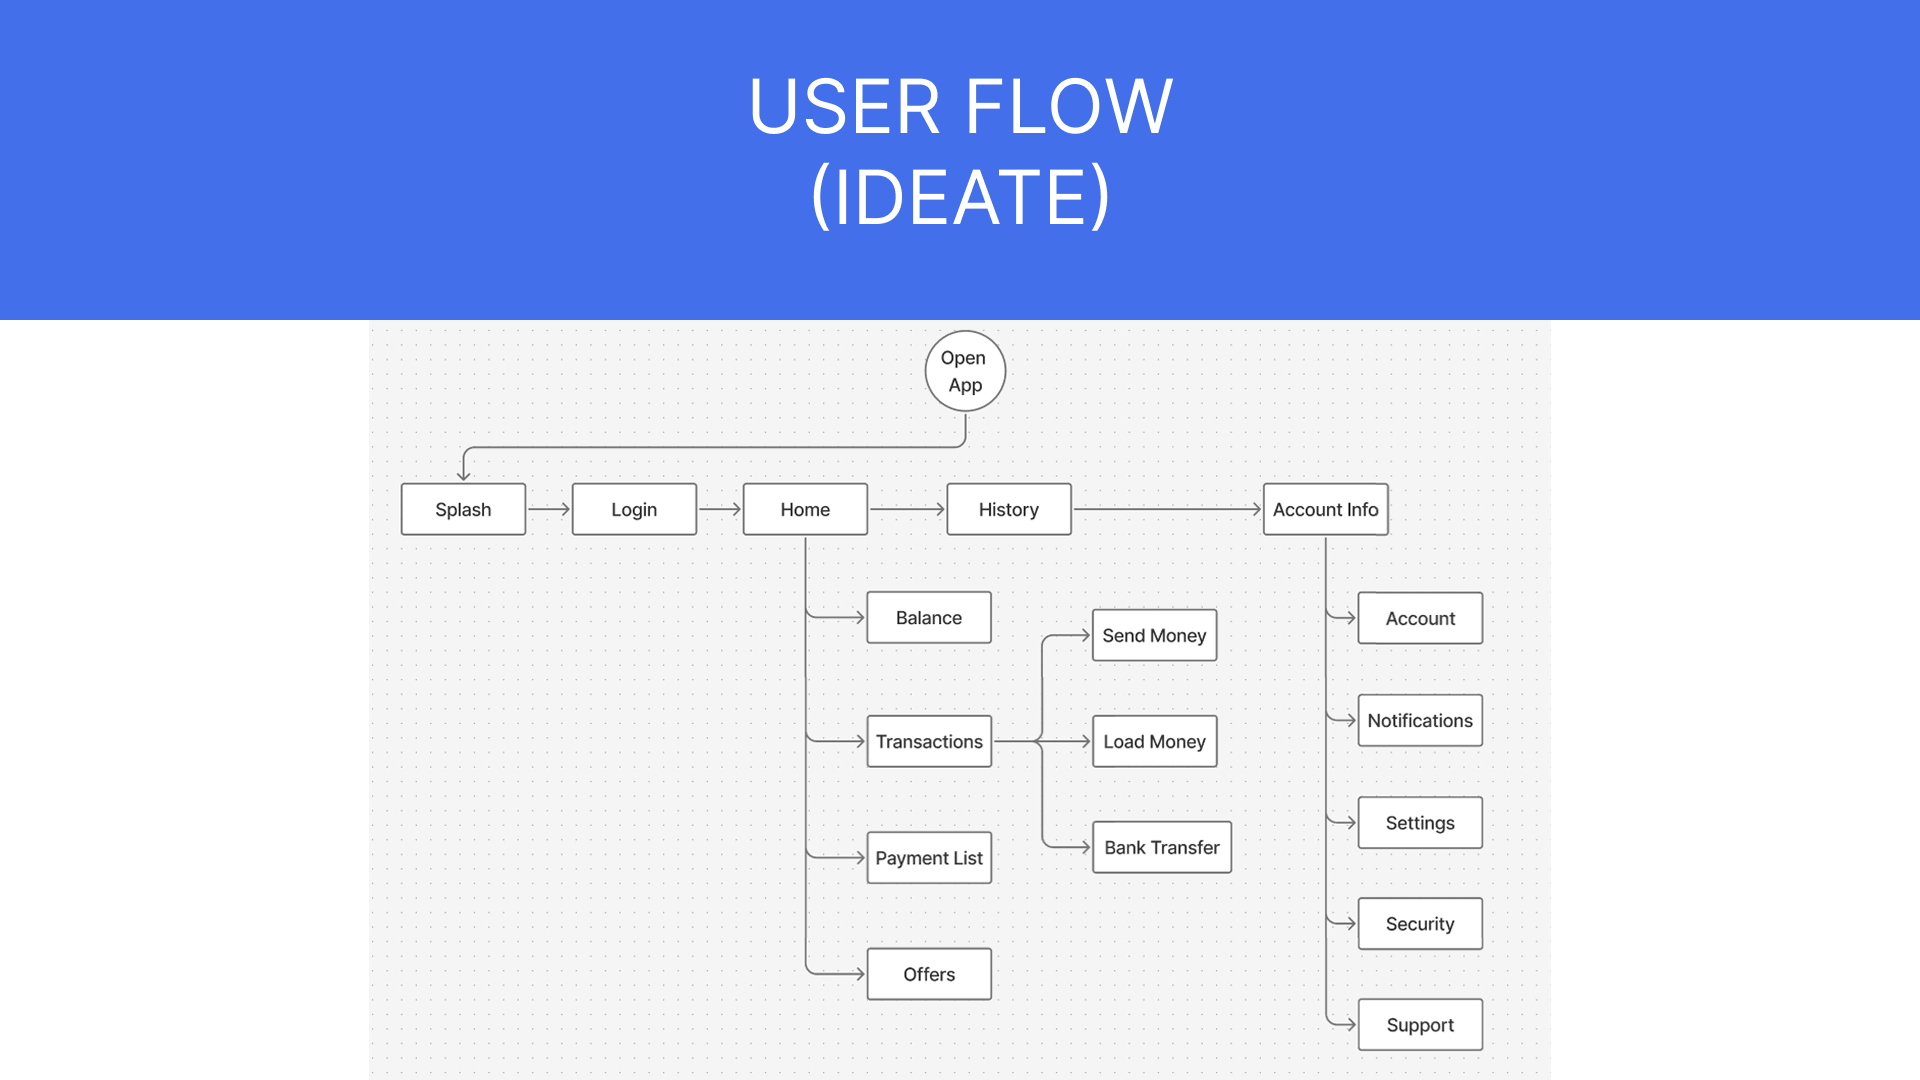 USER FLOW
(IDEATE)
Open
App
Splash
Login
Home
History
Account Info
Balance
Transactions
Payment List
Offers
Send Money
Load Money
Bank Transfer
Account
Notifications
Settings
Security
Support